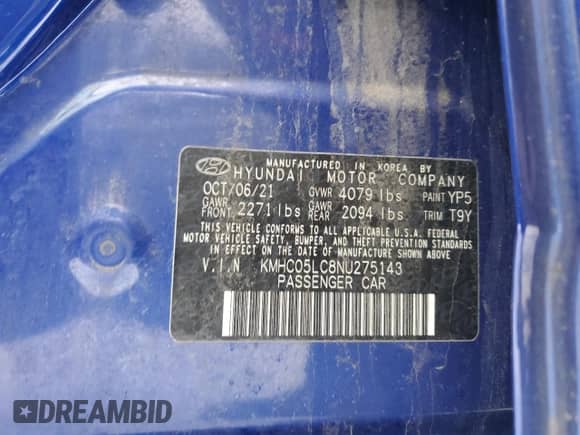 MANUFACTURED IN KOREA BY
HYUNDAI MOTOR COMPANY
OCT/06/21 GVWR 4079 lbs PAINT YP5
GAWR FRONT 2271 lbs GAWR REAR 2094 lbs TRIM T9Y
THIS VEHICLE CONFORMS TO ALL APPLICABLE U.S.A. FEDERAL
MOTOR VEHICLE SAFETY, BUMPER, AND THEFT PREVENTION
STANDARDS IN EFFECT ON THE DATE OF MANUFACTURE SHOWN ABOVE
V.I.N KMHC05LC8NU275143
PASSENGER CAR
DREAMBID